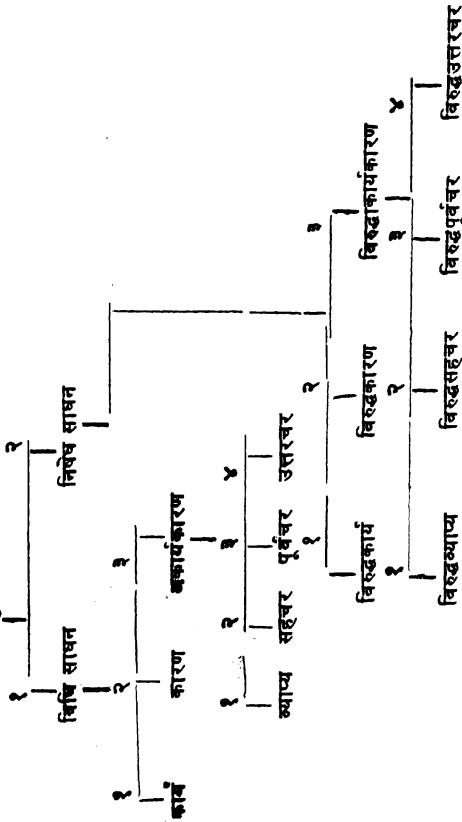 १ २
विधि साधन निषेध साधन
१ २ ३
कार्य कारण अकार्यकारण
१ २ ३ ४
व्याप्य सहचर पूर्वचर उत्तरचर
१ २ ३
विरुद्धकार्य विरुद्धकारण विरुद्धाकार्यकारण
१ २ ३ ४
विरुद्धव्याप्य विरुद्धसहचर विरुद्धपूर्वचर विरुद्धउत्तरचर